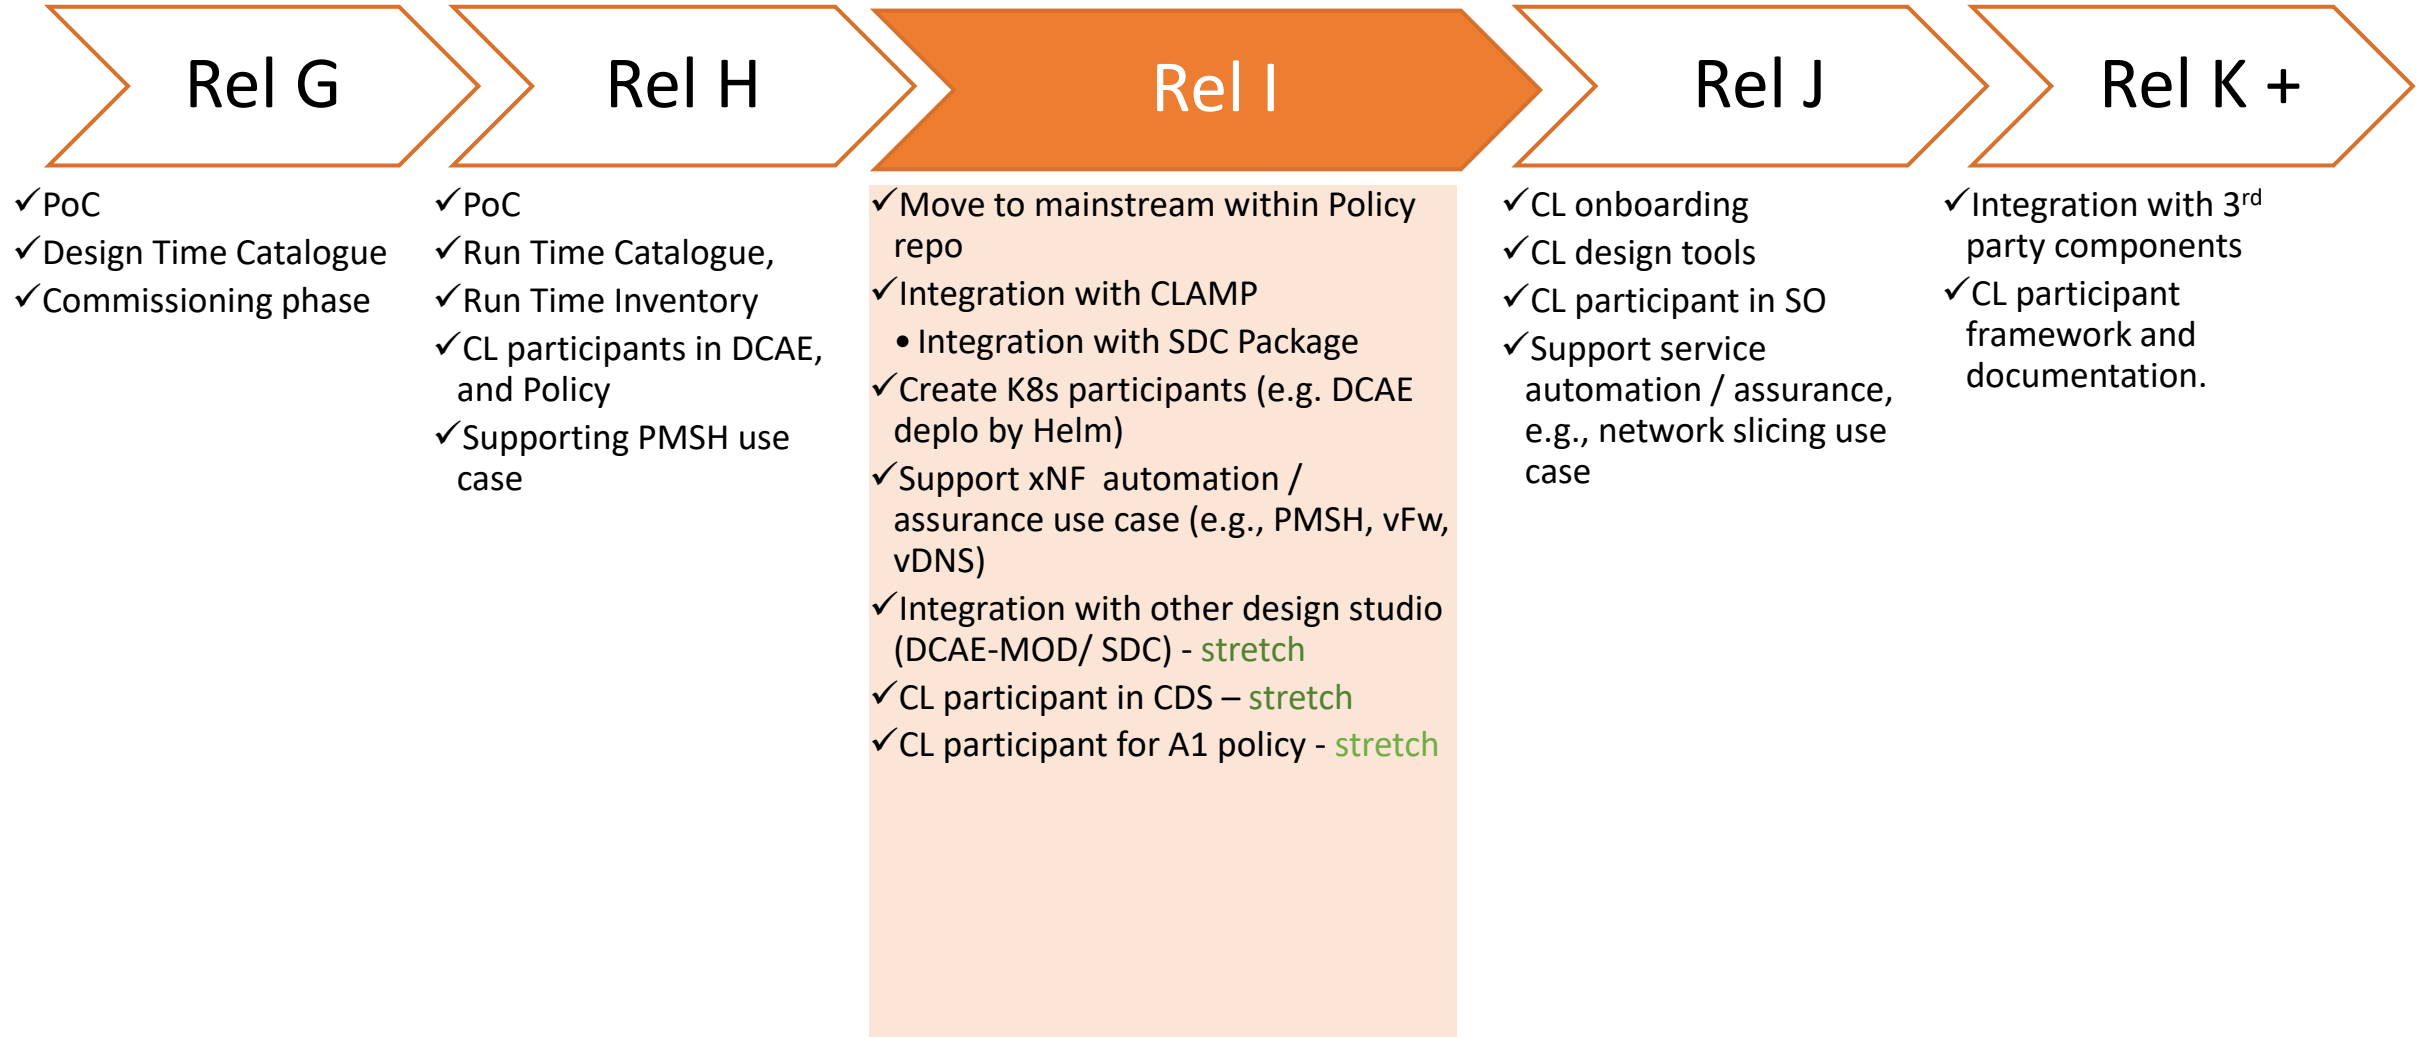 Rel G
Rel H
Rel I
Rel J
Rel K +
✓PoC
✓Design Time Catalogue
✓Commissioning phase
✓PoC
✓Run Time Catalogue,
✓Run Time Inventory
✓CL participants in DCAE,
and Policy
✓Supporting PMSH use
case
✓Move to mainstream within Policy
repo
✓Integration with CLAMP
• Integration with SDC Package
✓Create K8s participants (e.g. DCAE
deplo by Helm)
✓Support xNF  automation /
assurance use case (e.g., PMSH, vFw,
vDNS)
✓Integration with other design studio
(DCAE-MOD/ SDC) - stretch
✓CL participant in CDS – stretch
✓CL participant for A1 policy - stretch
✓CL onboarding
✓CL design tools
✓CL participant in SO
✓Support service
automation / assurance,
e.g., network slicing use
case
✓Integration with 3rd
party components
✓CL participant
framework and
documentation.